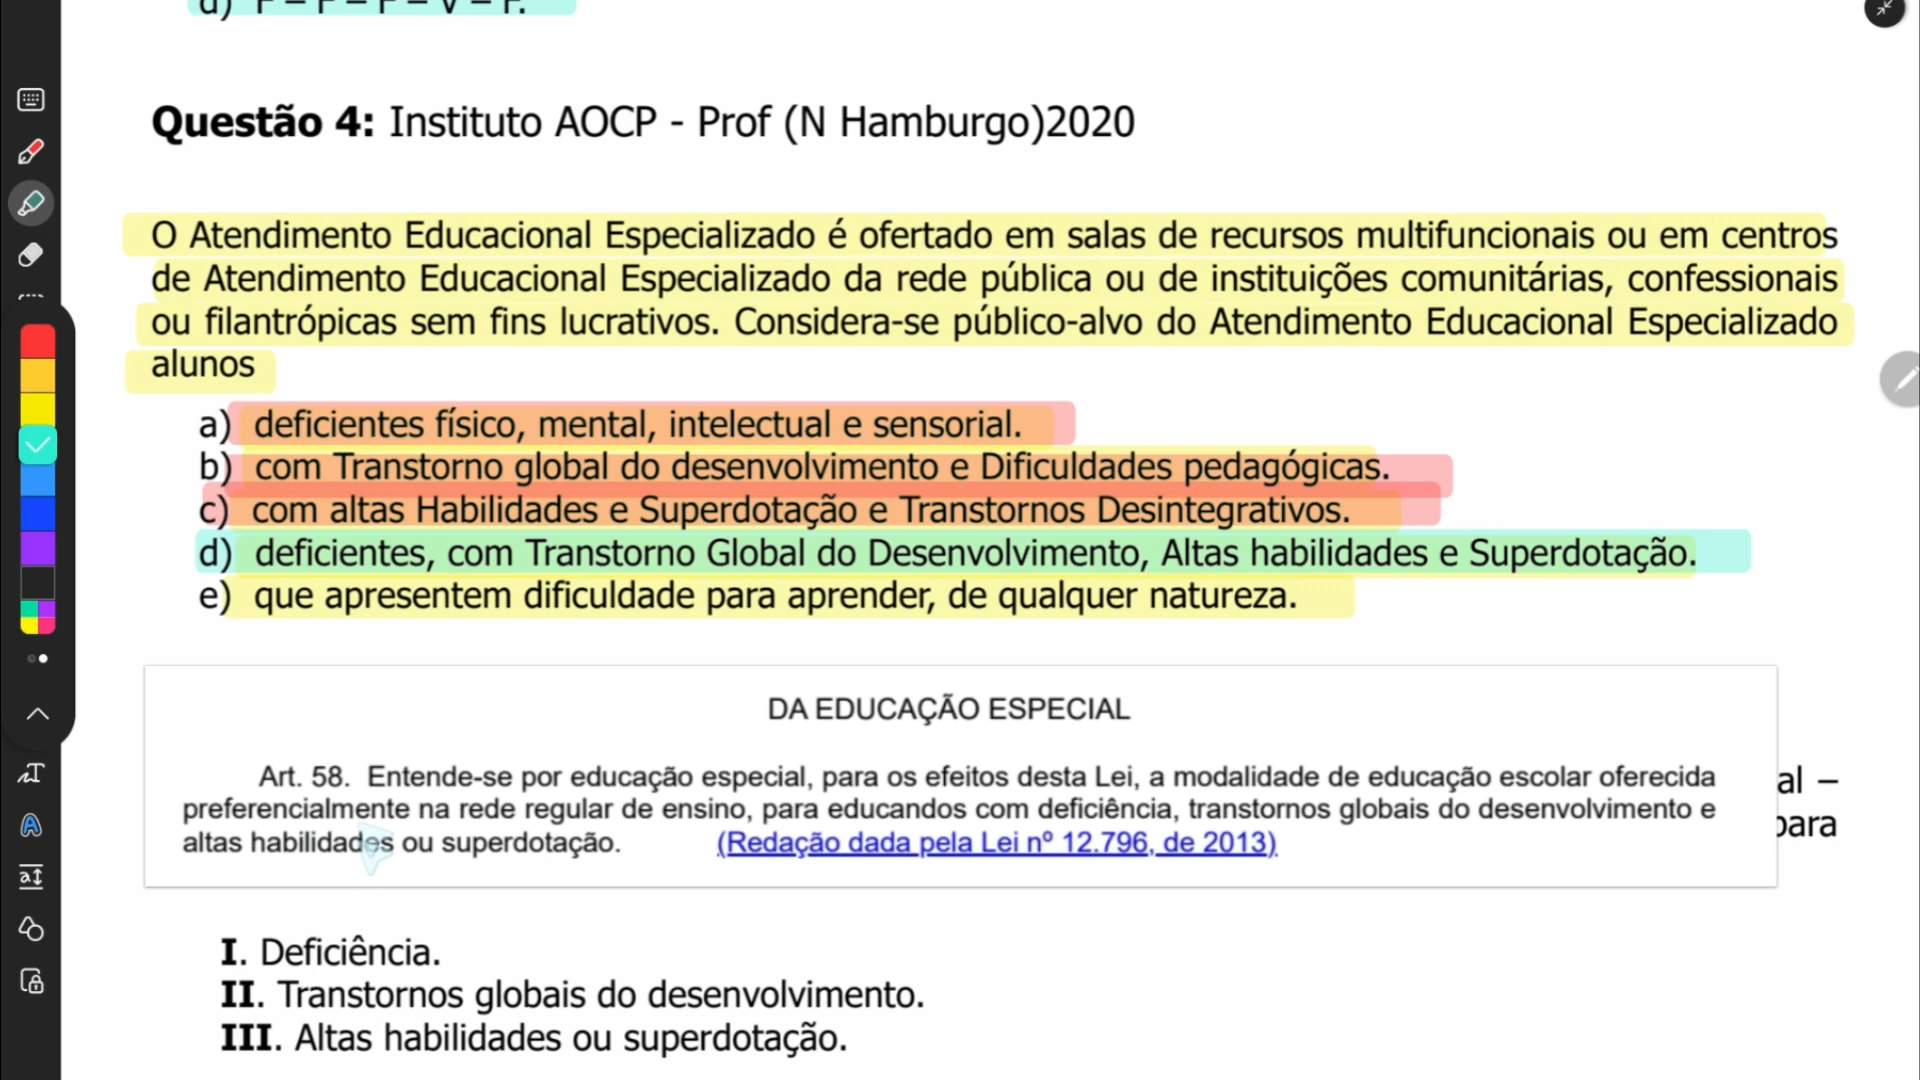 d) F – F – F – V – F.
Questão 4: Instituto AOCP - Prof (N Hamburgo)2020
O Atendimento Educacional Especializado é ofertado em salas de recursos multifuncionais ou em centros
de Atendimento Educacional Especializado da rede pública ou de instituições comunitárias, confessionais
ou filantrópicas sem fins lucrativos. Considera-se público-alvo do Atendimento Educacional Especializado
alunos
a) deficientes físico, mental, intelectual e sensorial.
b) com Transtorno global do desenvolvimento e Dificuldades pedagógicas.
c) com altas Habilidades e Superdotação e Transtornos Desintegrativos.
d) deficientes, com Transtorno Global do Desenvolvimento, Altas habilidades e Superdotação.
e) que apresentem dificuldade para aprender, de qualquer natureza.
DA EDUCAÇÃO ESPECIAL
Art. 58. Entende-se por educação especial, para os efeitos desta Lei, a modalidade de educação escolar oferecida
preferencialmente na rede regular de ensino, para educandos com deficiência, transtornos globais do desenvolvimento e
altas habilidades ou superdotação. (Redação dada pela Lei nº 12.796, de 2013)
al –
para
I. Deficiência.
II. Transtornos globais do desenvolvimento.
III. Altas habilidades ou superdotação.